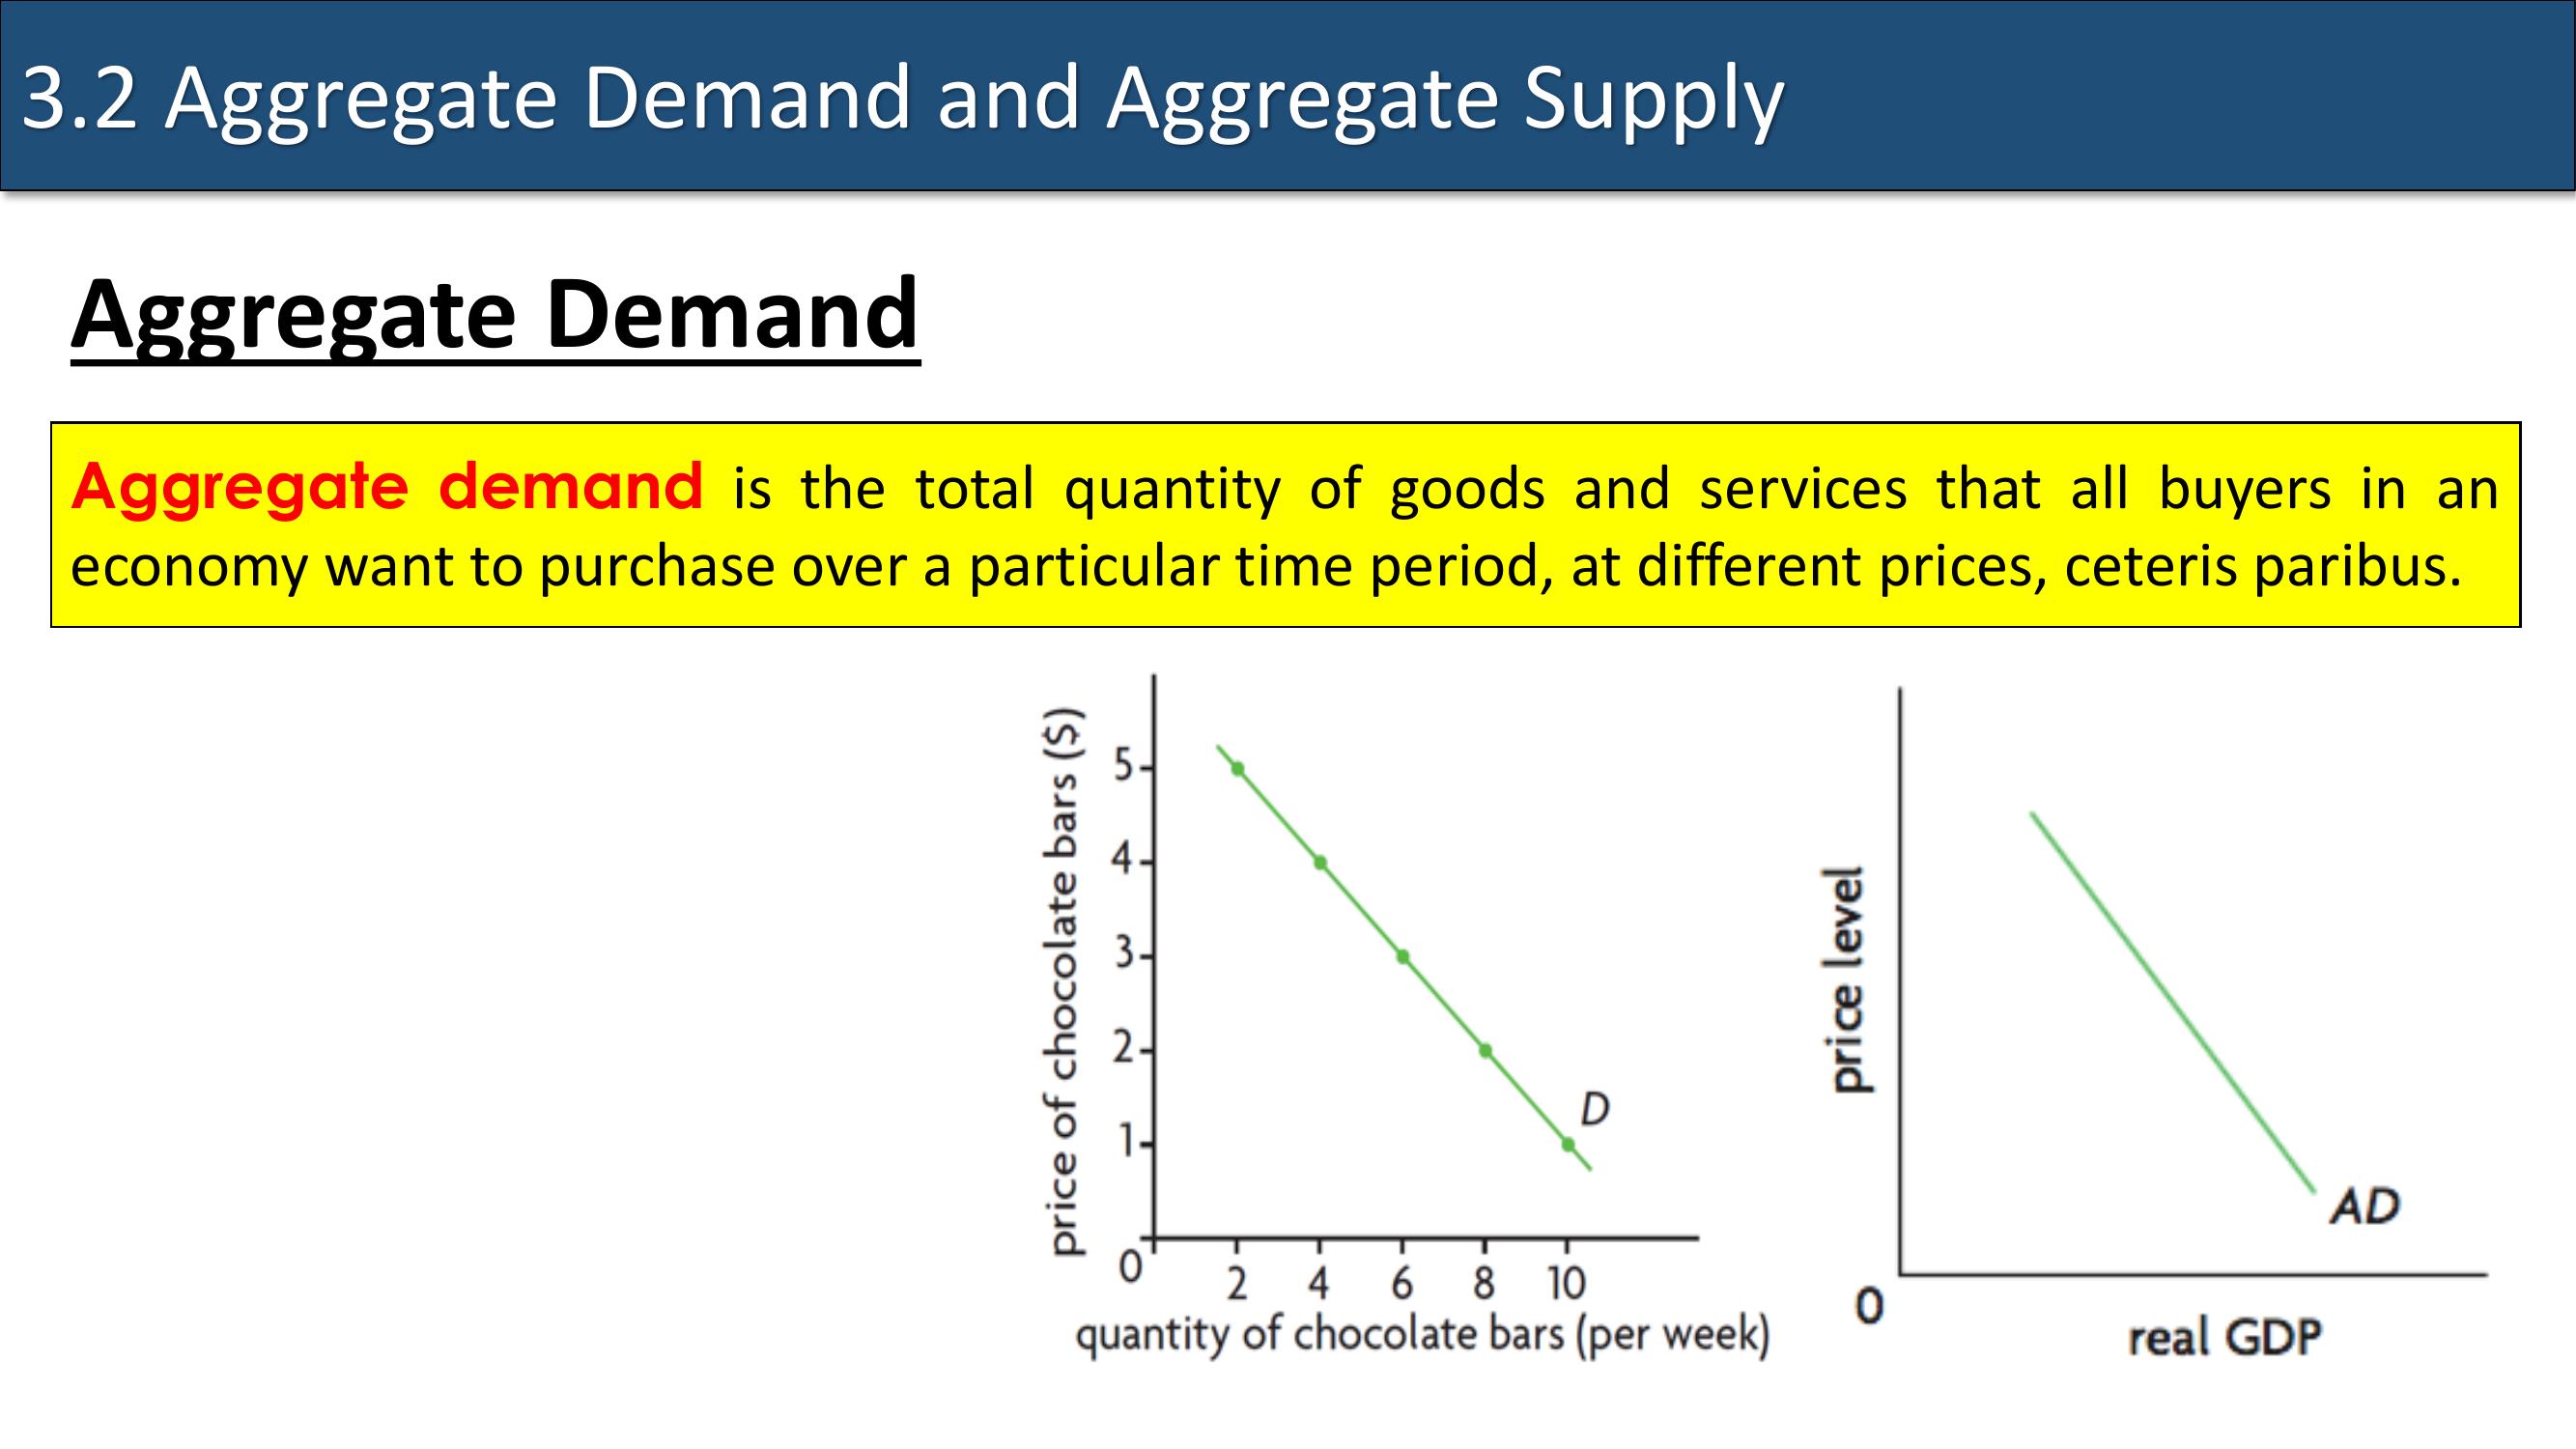 3.2 Aggregate Demand and Aggregate Supply
Aggregate Demand
Aggregate demand is the total quantity of goods and services that all buyers in an
economy want to purchase over a particular time period, at different prices, ceteris paribus.
price of chocolate bars ($)
5
4
3
2
1
0
2 4 6 8 10
quantity of chocolate bars (per week)
D
price level
AD
0
real GDP